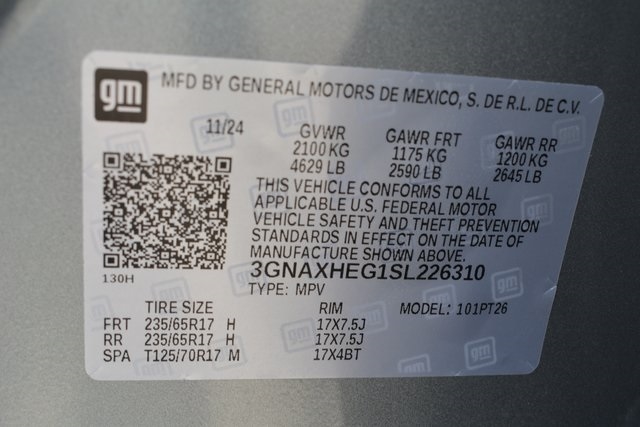 gm
MFD BY GENERAL MOTORS DE MEXICO, S. DE R.L. DE C.V.
11/24 GVWR GAWR FRT GAWR RR
2100 KG 1175 KG 1200 KG
4629 LB 2590 LB 2645 LB
THIS VEHICLE CONFORMS TO ALL
APPLICABLE U.S. FEDERAL MOTOR
VEHICLE SAFETY AND THEFT PREVENTION
STANDARDS IN EFFECT ON THE DATE OF
MANUFACTURE SHOWN ABOVE.
130H
3GNAXHEG1SL226310
TYPE: MPV
TIRE SIZE RIM MODEL: 101PT26
FRT 235/65R17 H 17X7.5J
RR 235/65R17 H 17X7.5J
SPA T125/70R17 M 17X4BT